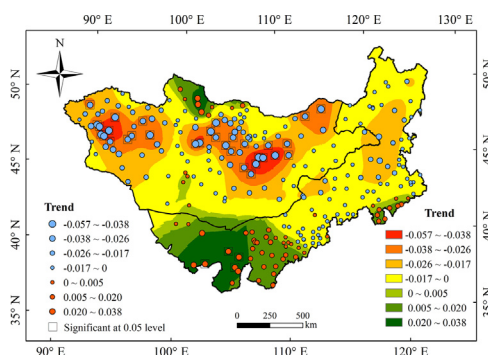 90° E 100° E 110° E 120° E 130° E
N
50° N
45° N
40° N
35° N
50° N
45° N
40° N
35° N
Trend
-0.057 ~ -0.038
-0.038 ~ -0.026
-0.026 ~ -0.017
-0.017 ~ 0
0 ~ 0.005
0.005 ~ 0.020
0.020 ~ 0.038
Significant at 0.05 level
0 250 500
km
Trend
-0.057 ~ -0.038
-0.038 ~ -0.026
-0.026 ~ -0.017
-0.017 ~ 0
0 ~ 0.005
0.005 ~ 0.020
0.020 ~ 0.038
90° E 100° E 110° E 120° E